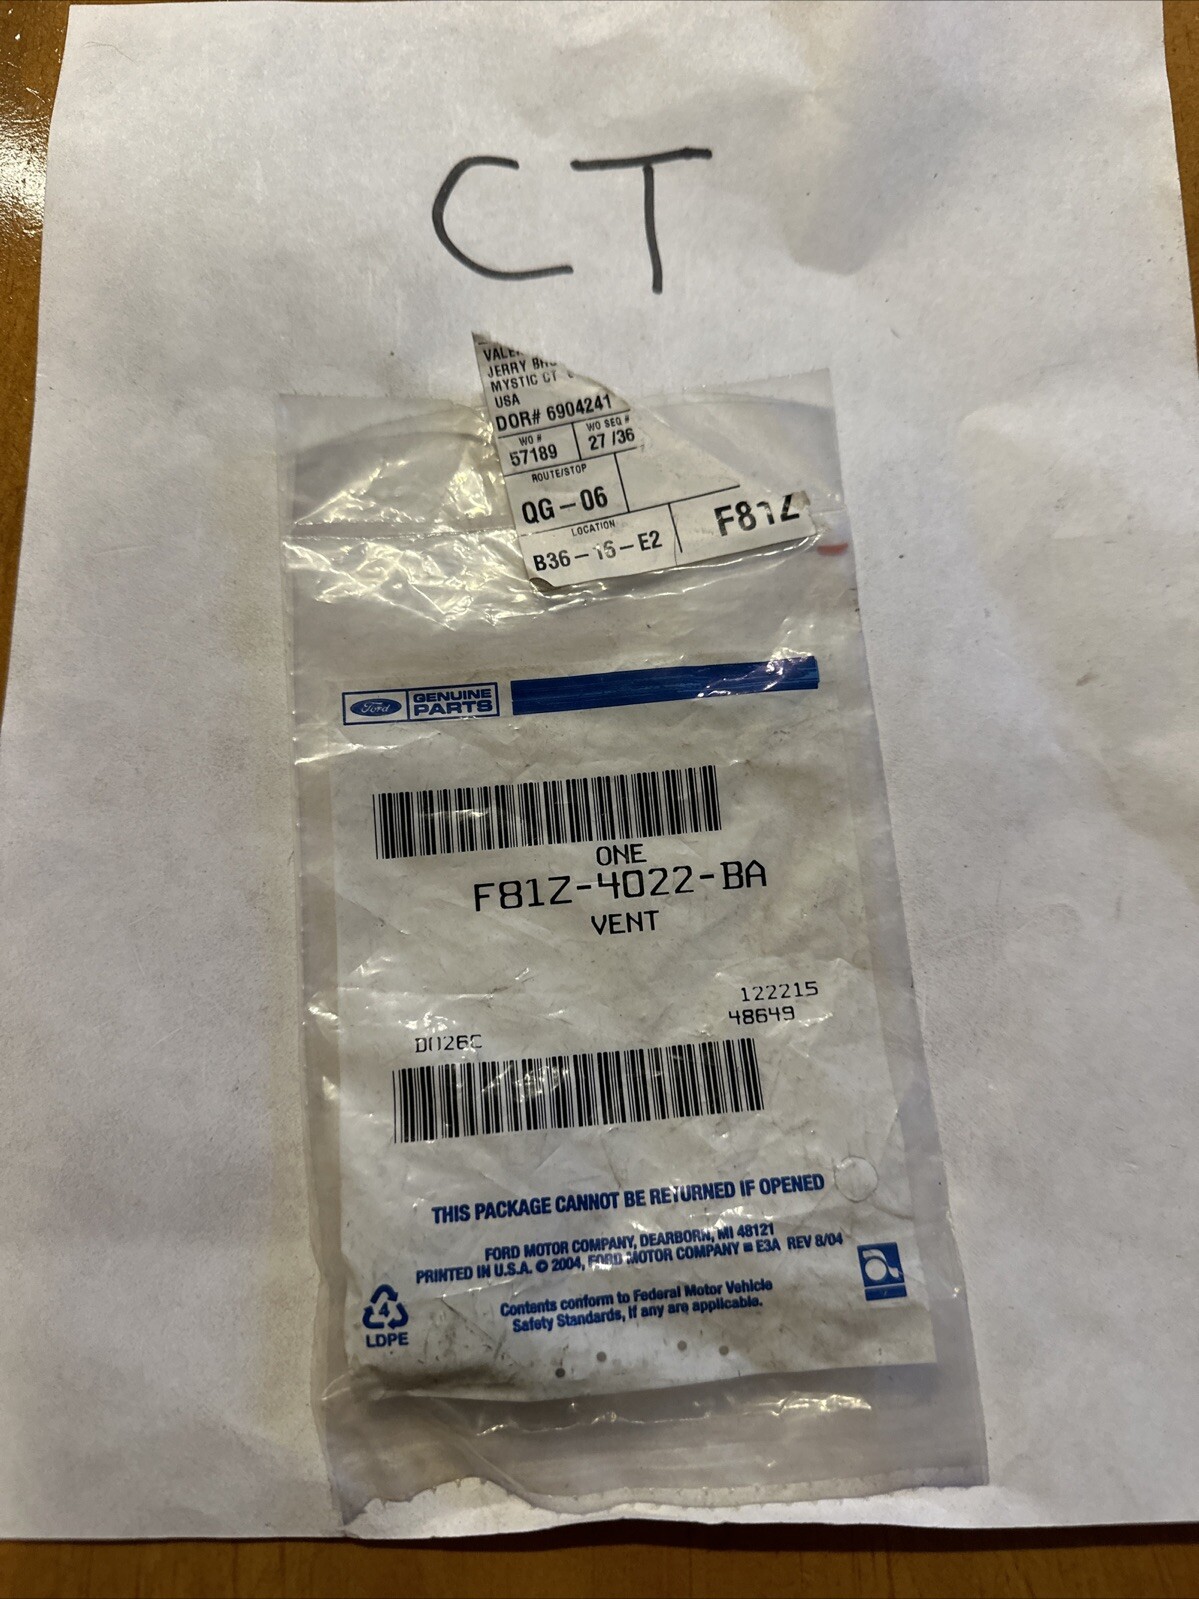 CT
JERRY
MYSTIC CT
USA
DOR# 6904241
WO #
57189
WO SEQ #
27 /36
ROUTE/STOP
QG-06
LOCATION
B36-16-E2
F81Z
Ford
GENUINE
PARTS
ONE
F81Z-4022-BA
VENT
122215
48649
D026C
THIS PACKAGE CANNOT BE RETURNED IF OPENED
FORD MOTOR COMPANY, DEARBORN, MI 48121
PRINTED IN U.S.A. © 2004, FORD MOTOR COMPANY E3A REV 8/04
Contents conform to Federal Motor Vehicle
Safety Standards, if any are applicable.
4
LDPE